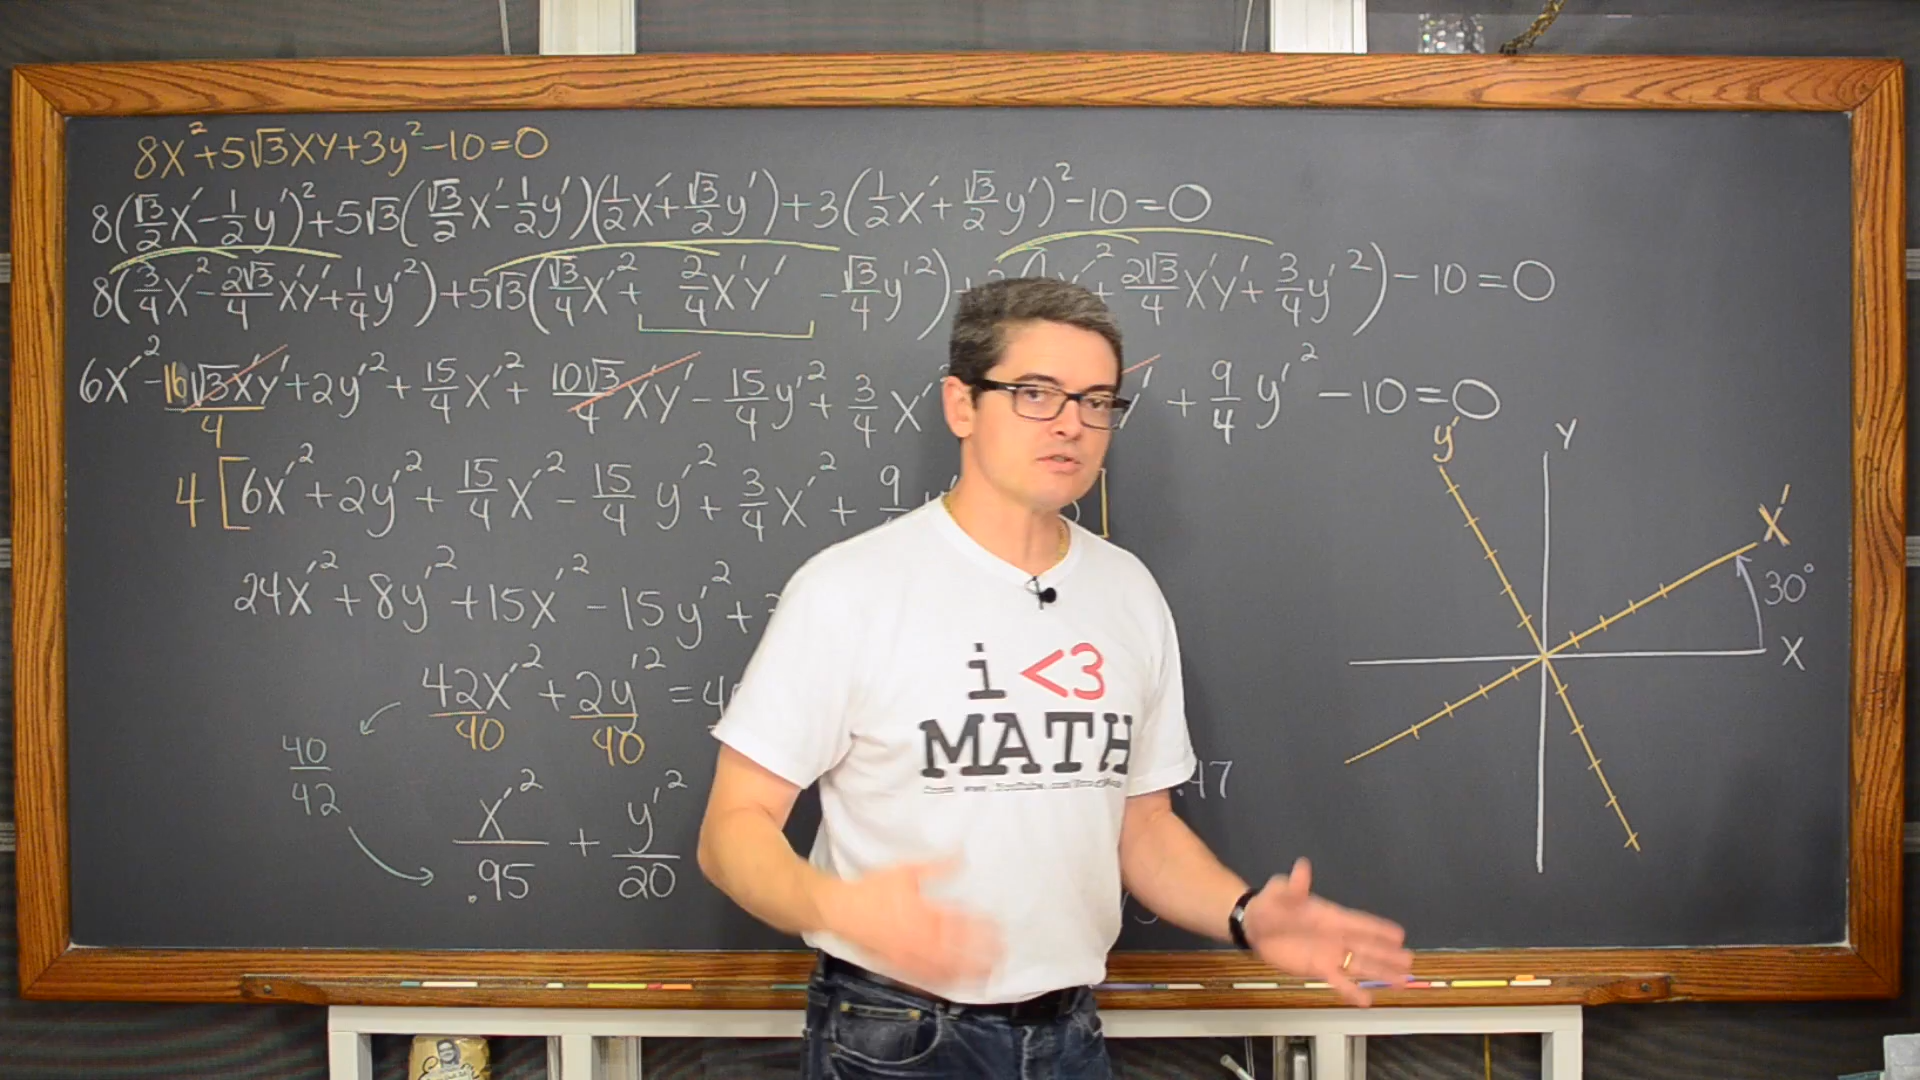 8x²+5√3xy+3y²-10=0
8(√3/2x′-1/2y′)²+5√3(√3/2x′-1/2y′)(1/2x′+√3/2y′)+3(1/2x′+√3/2y′)²-10=0
8(3/4x′²-2√3/4x′y′+1/4y′²)+5√3(√3/4x′²+ 2/4x′y′ -√3/4y′²)+ x′²+2√3/4x′y′+3/4y′²)-10=0
6x′²-16√3x′y′/4+2y′²+15/4x′²+10√3/4x′y′-15/4y′²+3/4x′ +9/4y′²-10=0
4[6x′²+2y′²+15/4x′²-15/4y′²+3/4x′²+9 ]
24x′²+8y′²+15x′²-15y′²+
42x′²/40+2y′²/40=4
40/42
x′²/.95+y′²/20
.47
y′
Y
x′
30°
X
i <3
MATH